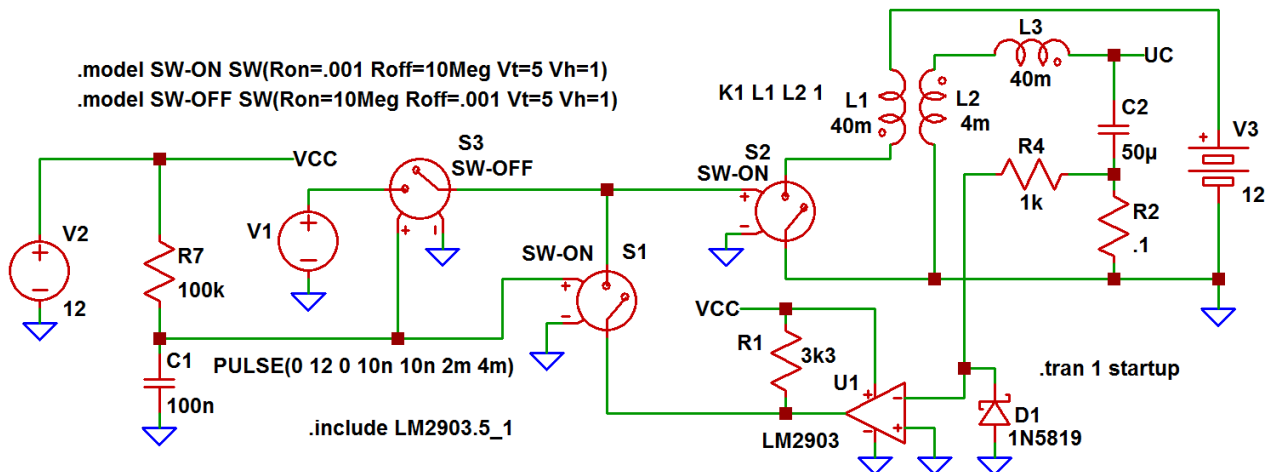 .model SW-ON SW(Ron=.001 Roff=10Meg Vt=5 Vh=1)
.model SW-OFF SW(Ron=10Meg Roff=.001 Vt=5 Vh=1)
K1 L1 L2 1
L1
40m
L2
4m
L3
40m
UC
C2
50µ
V3
12
R4
1k
R2
.1
S3
SW-OFF
VCC
S2
SW-ON
V2
12
R7
100k
V1
SW-ON
S1
C1
100n
PULSE(0 12 0 10n 10n 2m 4m)
.include LM2903.5_1
VCC
R1
3k3
U1
LM2903
.tran 1 startup
D1
1N5819